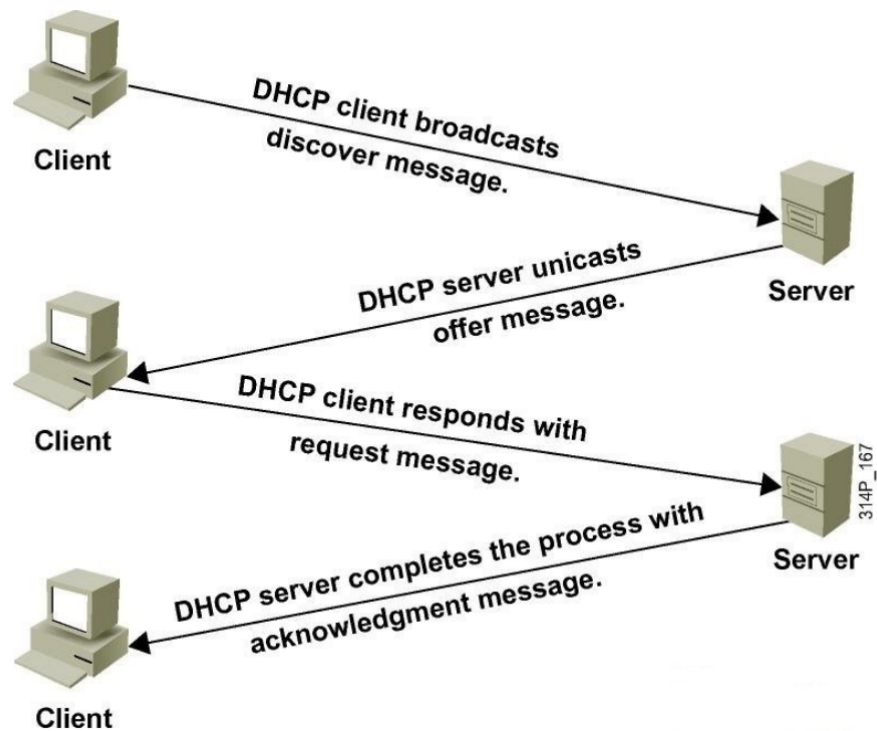 Client
DHCP client broadcasts
discover message.
Server
DHCP server unicasts
offer message.
Client
DHCP client responds with
request message.
Server
314P_167
DHCP server completes the process with
acknowledgment message.
Client